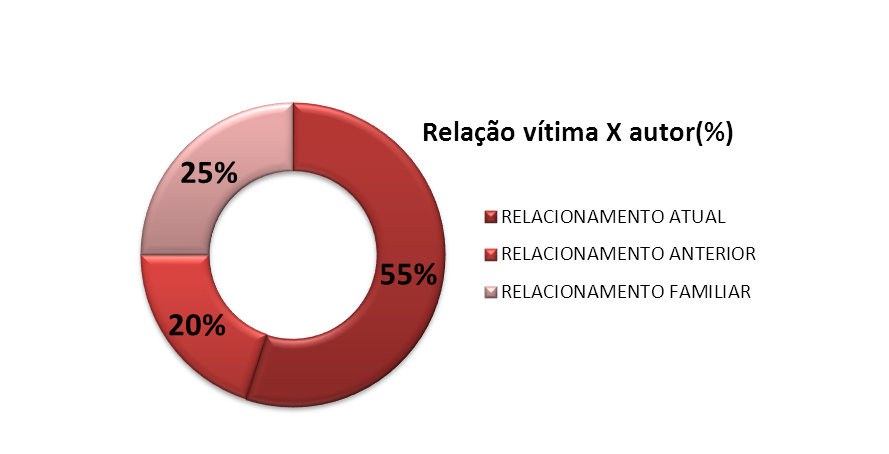 Relação vítima X autor(%)
25%
55%
20%
RELACIONAMENTO ATUAL
RELACIONAMENTO ANTERIOR
RELACIONAMENTO FAMILIAR